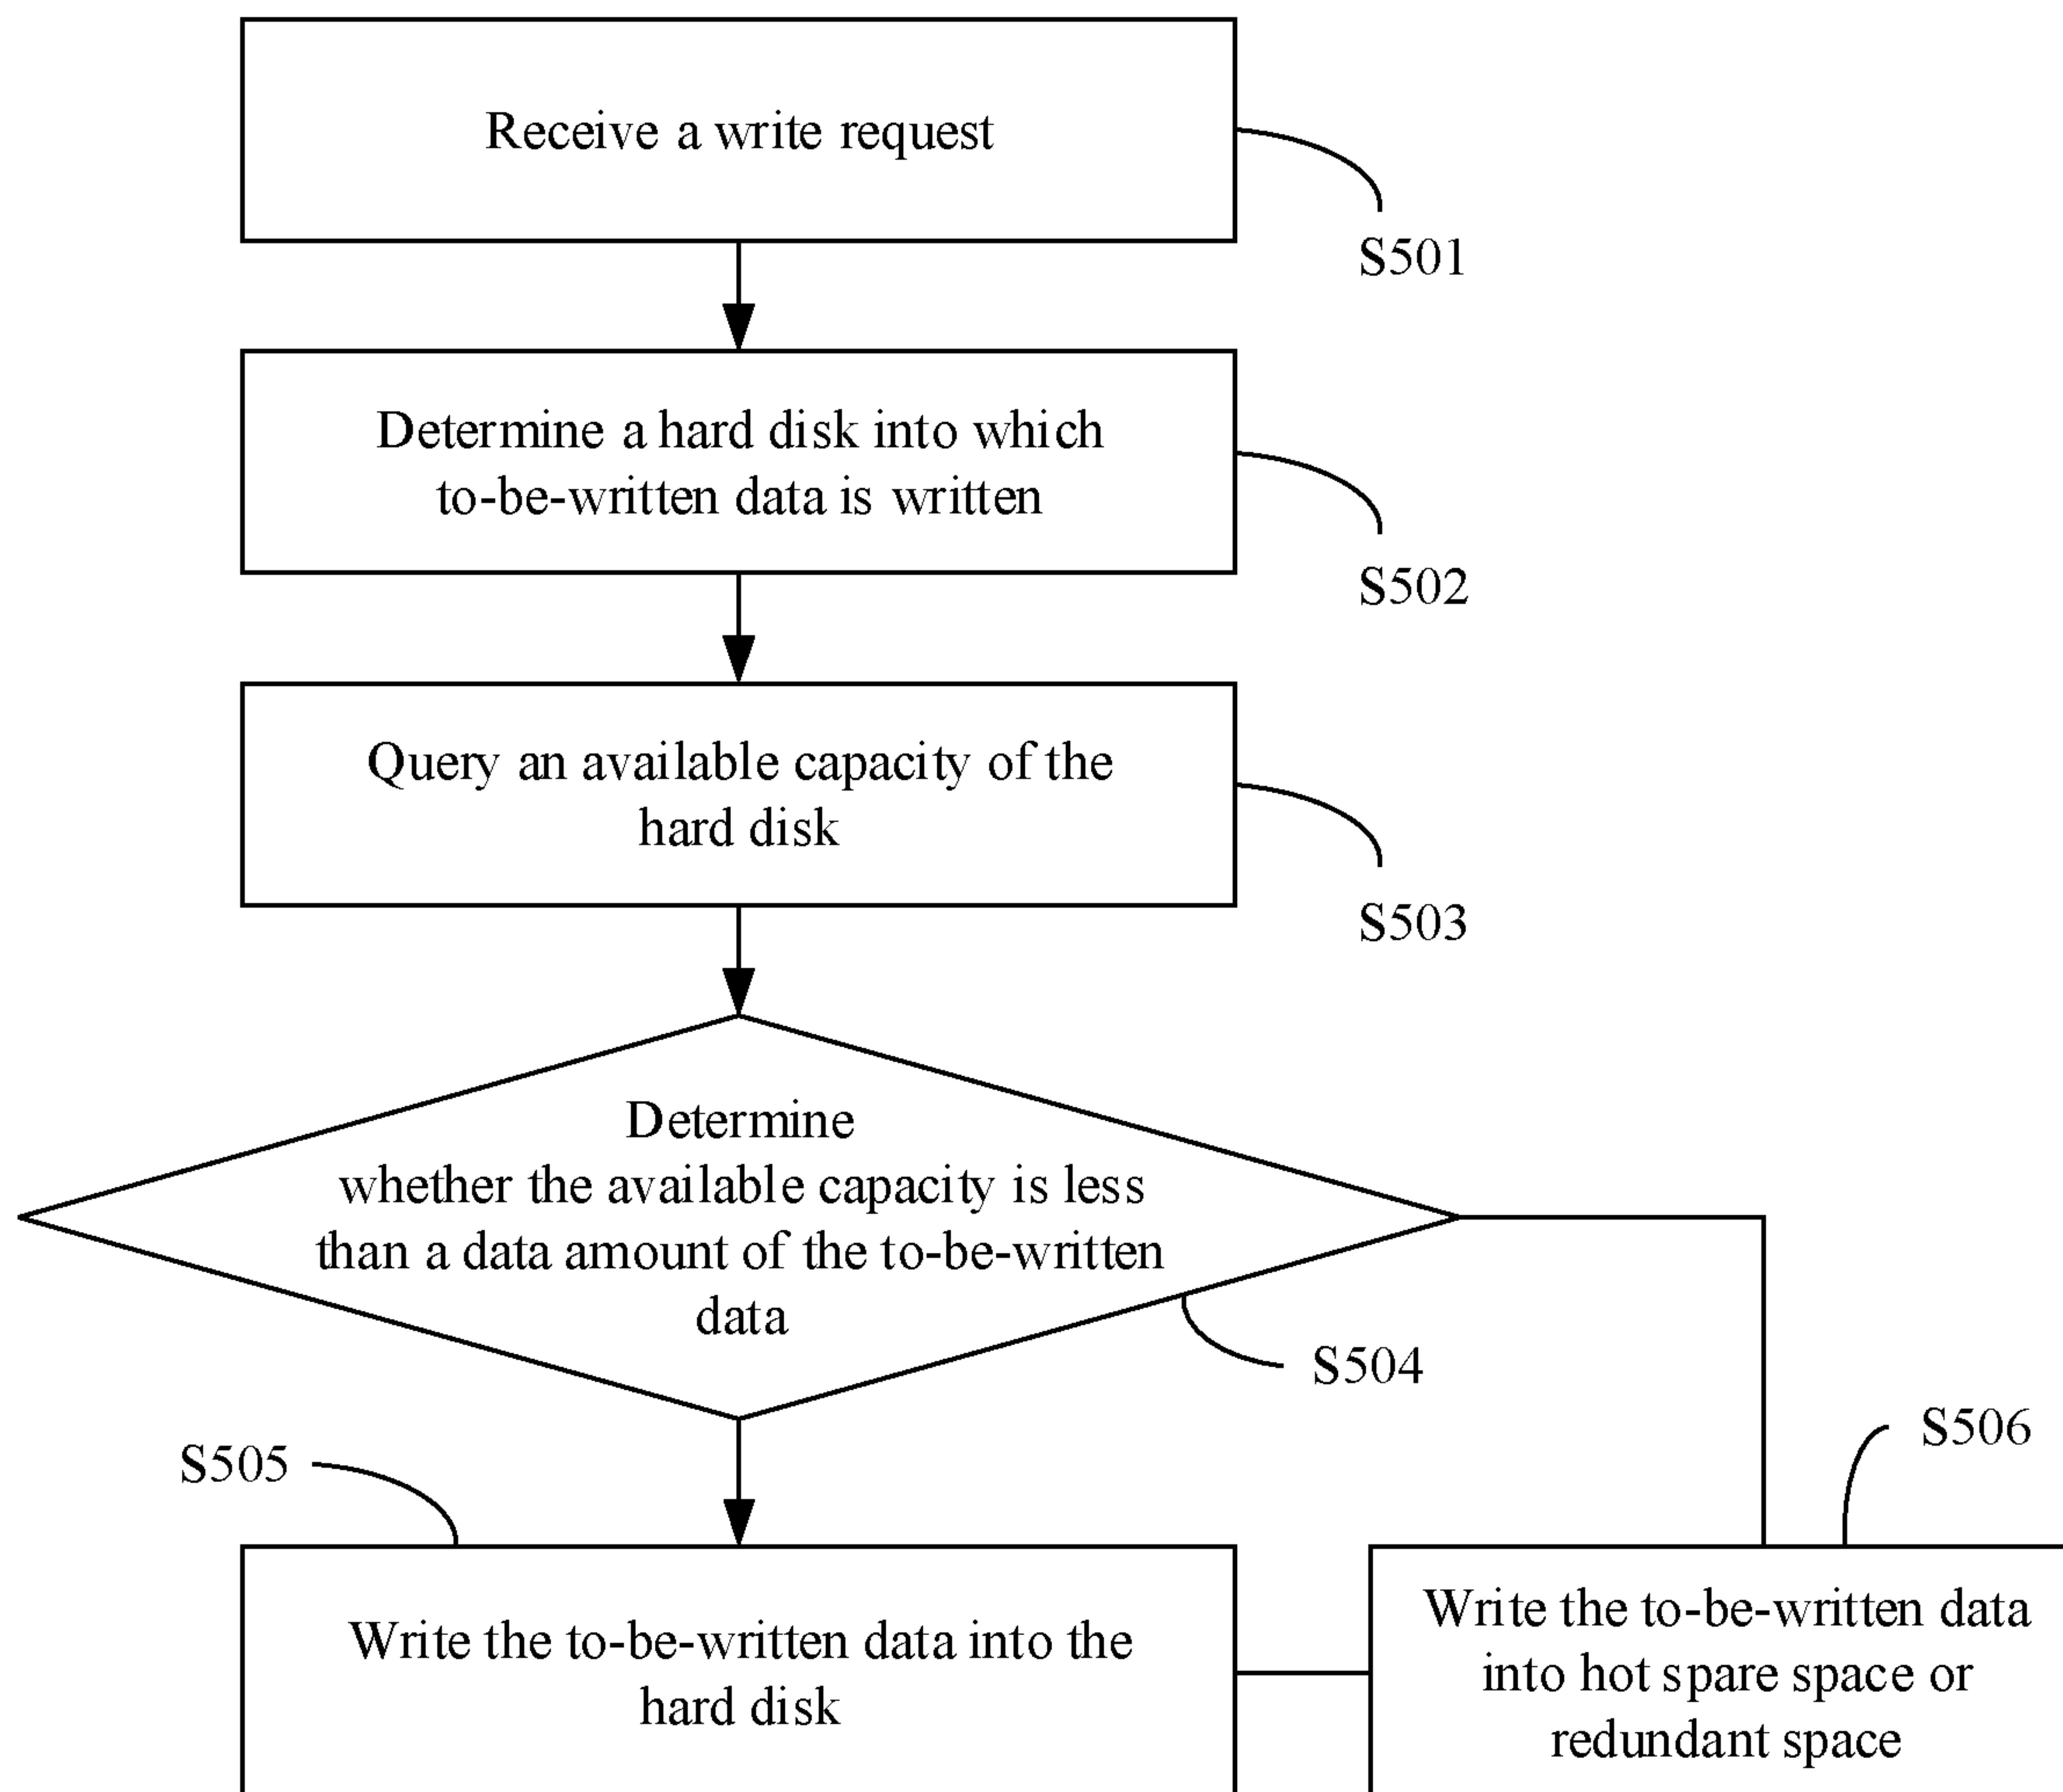 Receive a write request
S501
Determine a hard disk into which
to-be-written data is written
S502
Query an available capacity of the
hard disk
S503
Determine
whether the available capacity is less
than a data amount of the to-be-written
data
S504
S505
S506
Write the to-be-written data into the
hard disk
Write the to-be-written data
into hot spare space or
redundant space